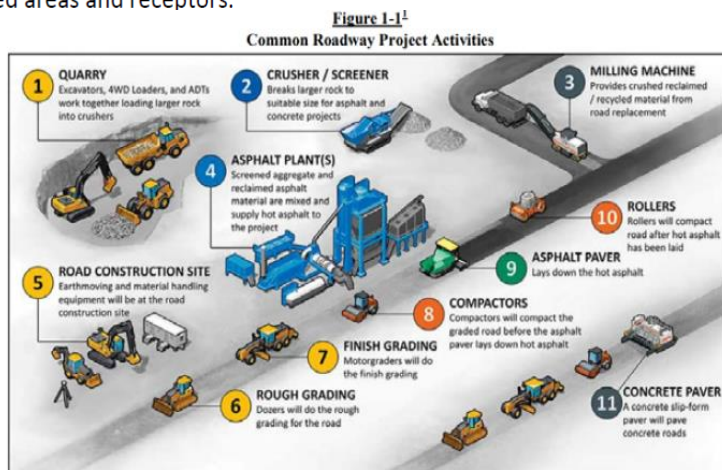 ed areas and receptors.
Figure 1-1¹
Common Roadway Project Activities
1
QUARRY
Excavators, 4WD Loaders, and ADTs
work together loading larger rock
into crushers
2
CRUSHER / SCREENER
Breaks larger rock to
suitable size for asphalt and
concrete projects
3
MILLING MACHINE
Provides crushed reclaimed
/ recycled material from
road replacement
4
ASPHALT PLANT(S)
Screened aggregate and
reclaimed asphalt
material are mixed and
supply hot asphalt to
the project
5
ROAD CONSTRUCTION SITE
Earthmoving and material handling
equipment will be at the road
construction site
6
ROUGH GRADING
Dozers will do the rough
grading for the road
7
FINISH GRADING
Motorgraders will do
the finish grading
8
COMPACTORS
Compactors will compact the
graded road before the asphalt
paver lays down hot asphalt
9
ASPHALT PAVER
Lays down the hot asphalt
10
ROLLERS
Rollers will compact
road after hot asphalt
has been laid
11
CONCRETE PAVER
A concrete slip-form
paver will pave
concrete roads